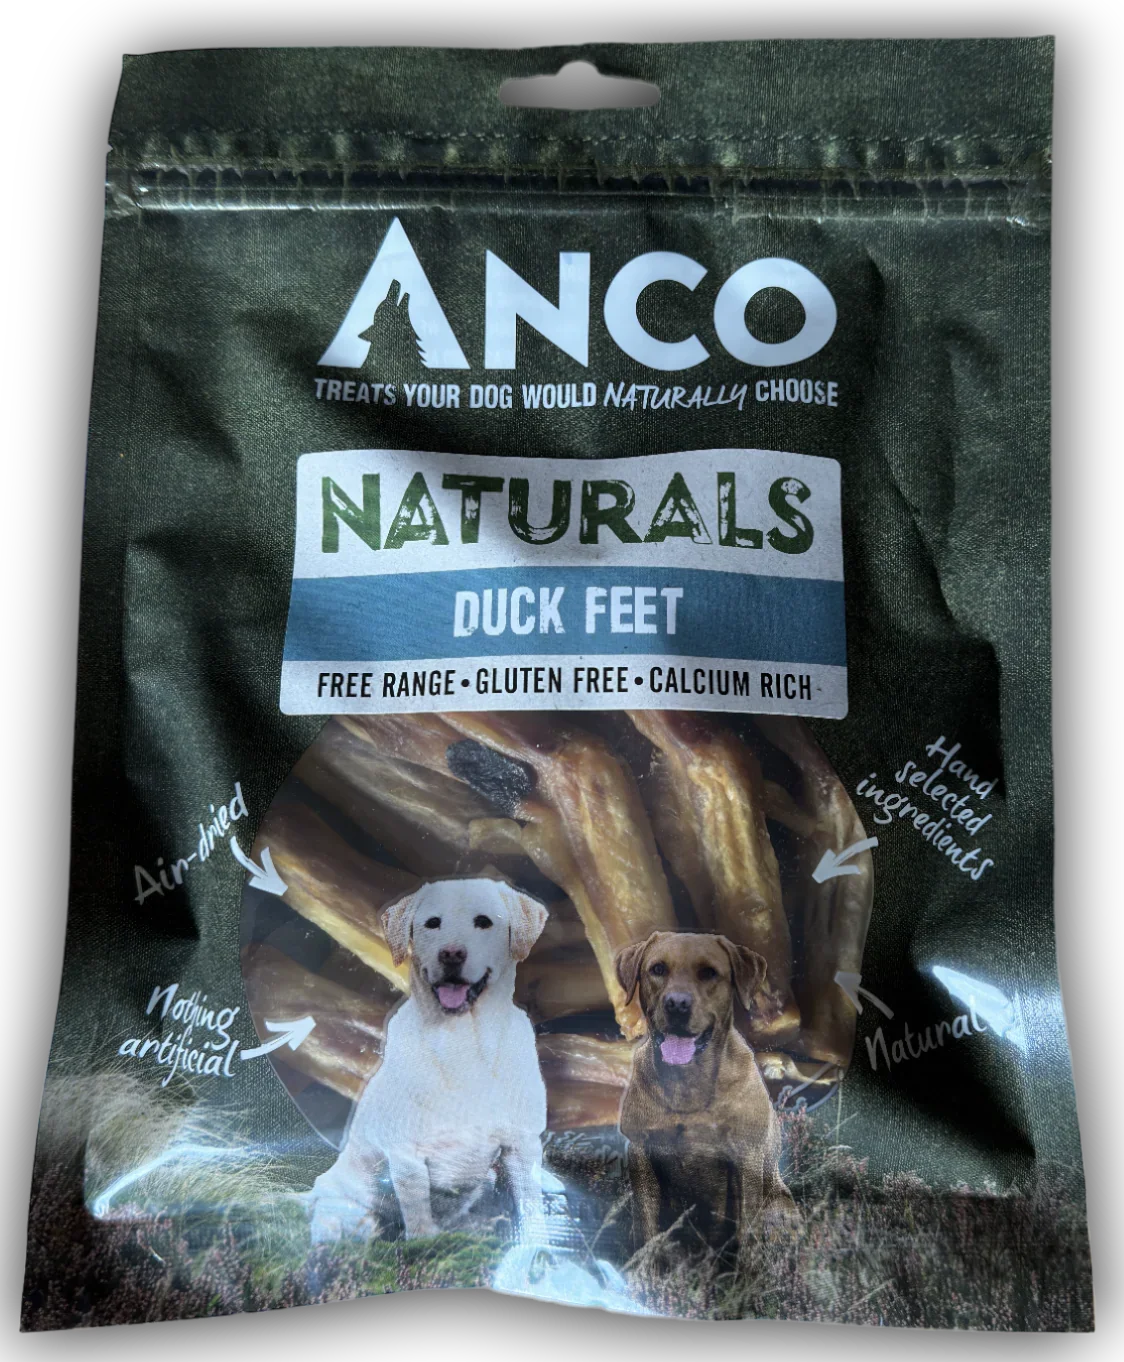 ANCO
TREATS YOUR DOG WOULD NATURALLY CHOOSE
NATURALS
DUCK FEET
FREE RANGE • GLUTEN FREE • CALCIUM RICH
Hand
selected
ingredients
Air-dried
Nothing
artificial
Natural